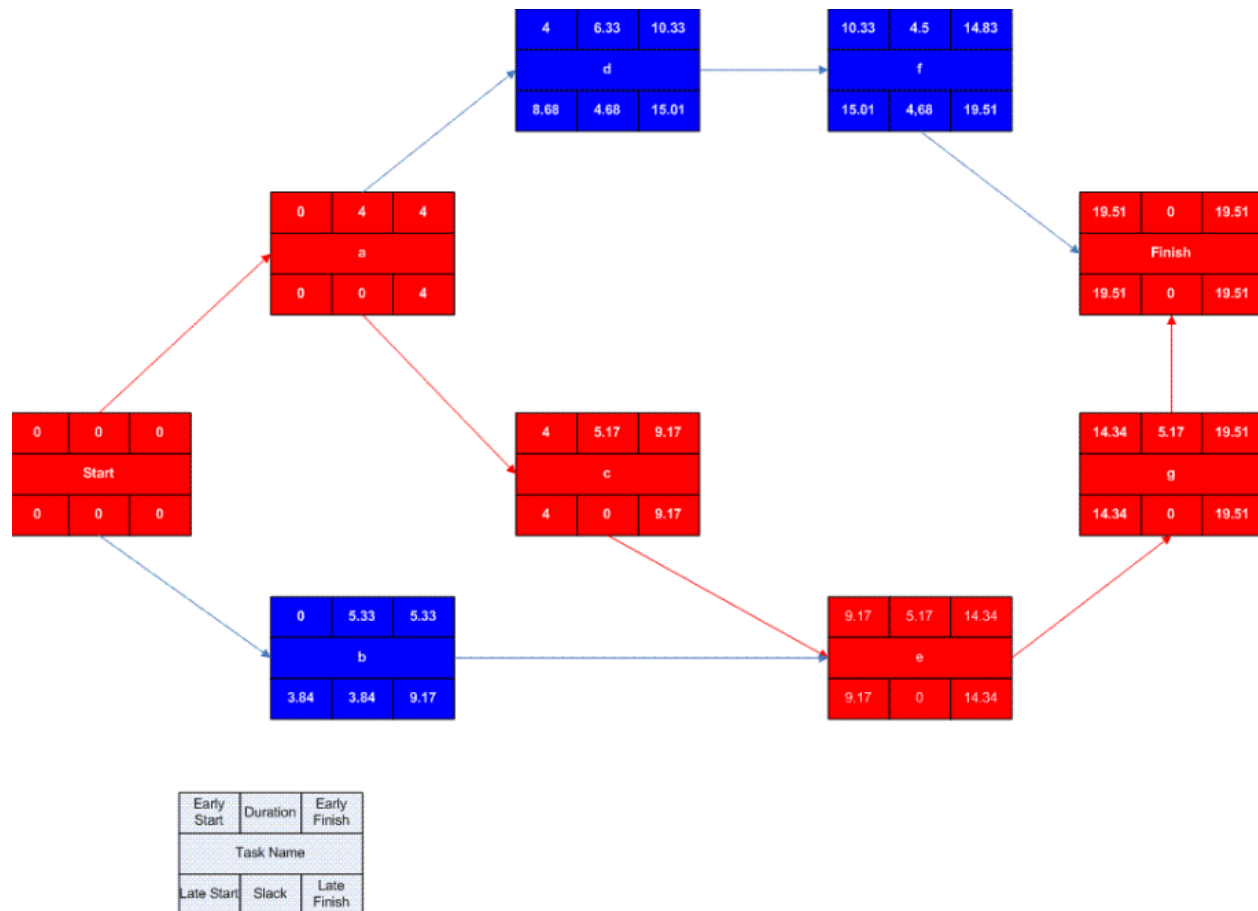 4 6.33 10.33
d
8.68 4.68 15.01
10.33 4.5 14.83
f
15.01 4,68 19.51
0 4 4
a
0 0 4
19.51 0 19.51
Finish
19.51 0 19.51
0 0 0
Start
0 0 0
4 5.17 9.17
c
4 0 9.17
14.34 5.17 19.51
g
14.34 0 19.51
0 5.33 5.33
b
3.84 3.84 9.17
9.17 5.17 14.34
e
9.17 0 14.34
Early Start
Duration
Early Finish
Task Name
Late Start
Slack
Late Finish